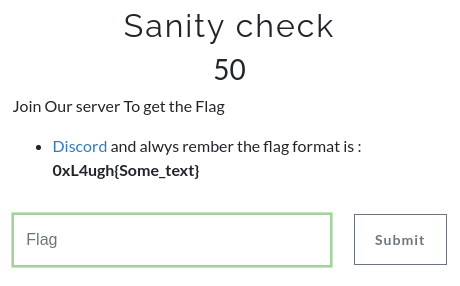 Sanity check
50
Join Our server To get the Flag
Discord and alwys rember the flag format is :
0xL4ugh{Some_text}
Flag
Submit